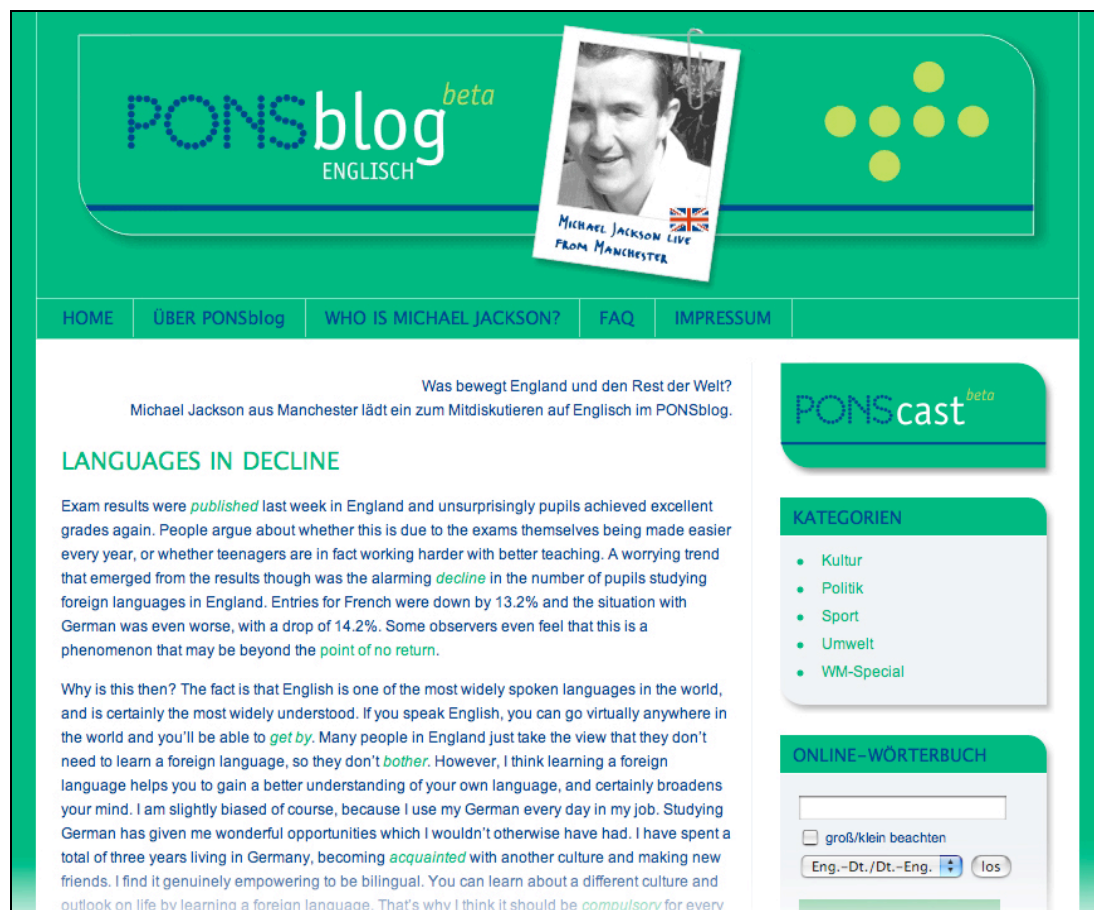 PONSblog beta
ENGLISCH
MICHAEL JACKSON LIVE
FROM MANCHESTER
HOME ÜBER PONSblog WHO IS MICHAEL JACKSON? FAQ IMPRESSUM
Was bewegt England und den Rest der Welt?
Michael Jackson aus Manchester lädt ein zum Mitdiskutieren auf Englisch im PONSblog.
LANGUAGES IN DECLINE
Exam results were published last week in England and unsurprisingly pupils achieved excellent
grades again. People argue about whether this is due to the exams themselves being made easier
every year, or whether teenagers are in fact working harder with better teaching. A worrying trend
that emerged from the results though was the alarming decline in the number of pupils studying
foreign languages in England. Entries for French were down by 13.2% and the situation with
German was even worse, with a drop of 14.2%. Some observers even feel that this is a
phenomenon that may be beyond the point of no return.
Why is this then? The fact is that English is one of the most widely spoken languages in the world,
and is certainly the most widely understood. If you speak English, you can go virtually anywhere in
the world and you'll be able to get by. Many people in England just take the view that they don't
need to learn a foreign language, so they don't bother. However, I think learning a foreign
language helps you to gain a better understanding of your own language, and certainly broadens
your mind. I am slightly biased of course, because I use my German every day in my job. Studying
German has given me wonderful opportunities which I wouldn't otherwise have had. I have spent a
total of three years living in Germany, becoming acquainted with another culture and making new
friends. I find it genuinely empowering to be bilingual. You can learn about a different culture and
outlook on life by learning a foreign language. That's why I think it should be compulsory for every
PONScast beta
KATEGORIEN
Kultur
Politik
Sport
Umwelt
WM-Special
ONLINE-WÖRTERBUCH
groß/klein beachten
Eng.-Dt./Dt.-Eng. los